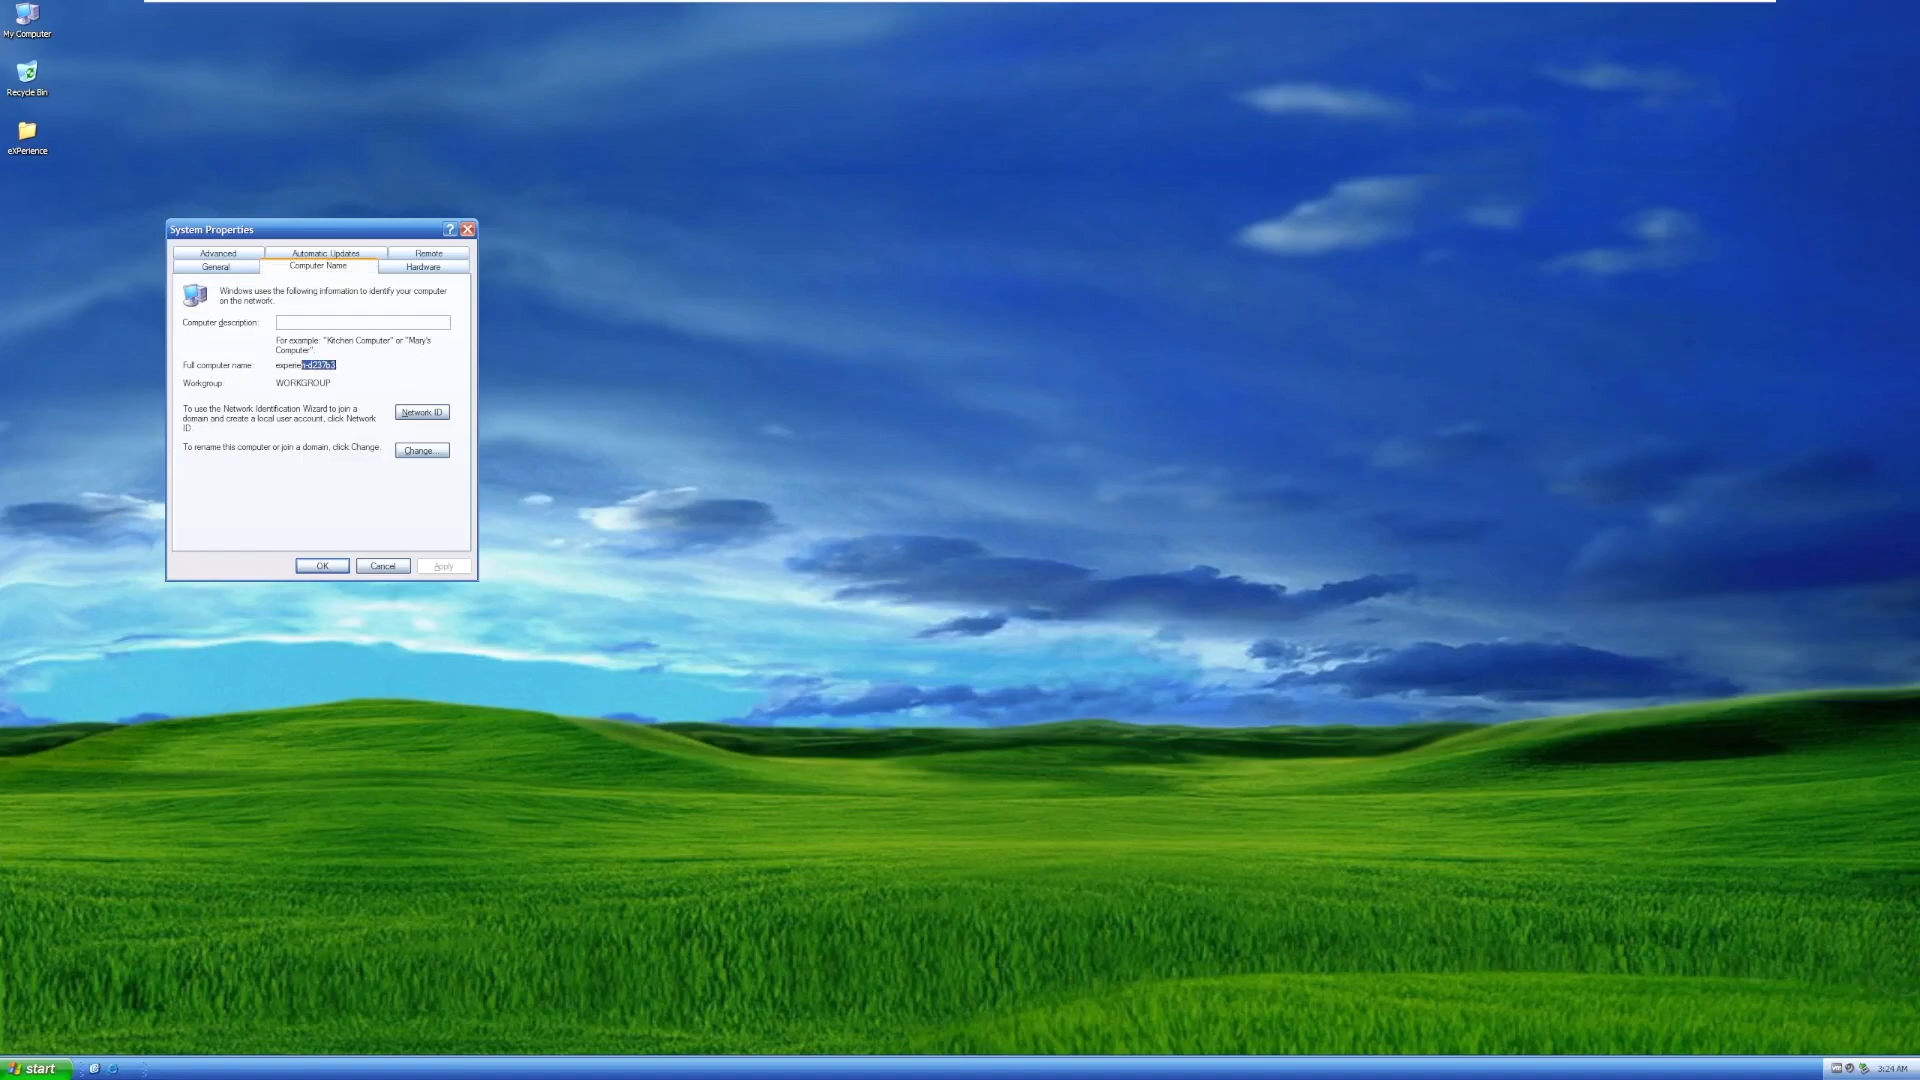 My Computer
Recycle Bin
eXPerience
System Properties
Advanced
Automatic Updates
Remote
General
Computer Name
Hardware
Windows uses the following information to identify your computer
on the network.
Computer description:
For example: "Kitchen Computer" or "Mary's
Computer".
Full computer name:
experien-d237b3.
Workgroup:
WORKGROUP
To use the Network Identification Wizard to join a
domain and create a local user account, click Network
ID.
Network ID
To rename this computer or join a domain, click Change.
Change...
OK
Cancel
Apply
start
3:24 AM